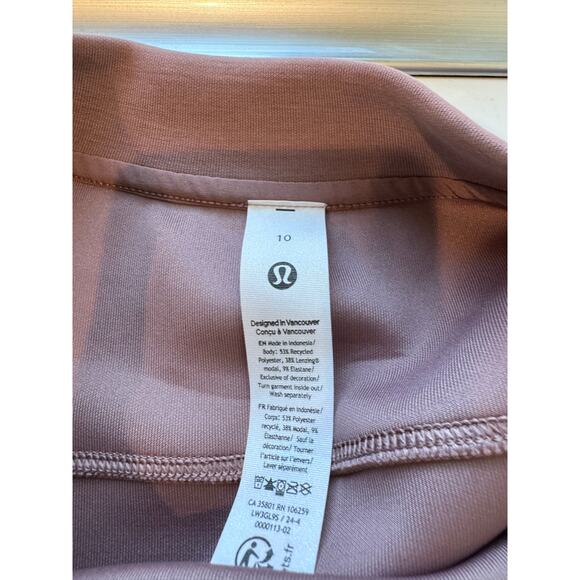 10
Designed in Vancouver
Conçu à Vancouver
EN Made in Indonesia/
Body: 53% Recycled
Polyester, 38% Lenzing®
modal, 9% Elastane/
Exclusive of decoration/
Turn garment inside out/
Wash separately
FR Fabriqué en Indonésie/
Corps: 53% Polyester
recyclé, 38% Modal, 9%
Élasthanne/ Sauf la
décoration/ Tourner
l'article sur l'envers/
Laver séparément
CA 35801 RN 106259
LW3GL9S / 24-4
0000113-02
ts.fr